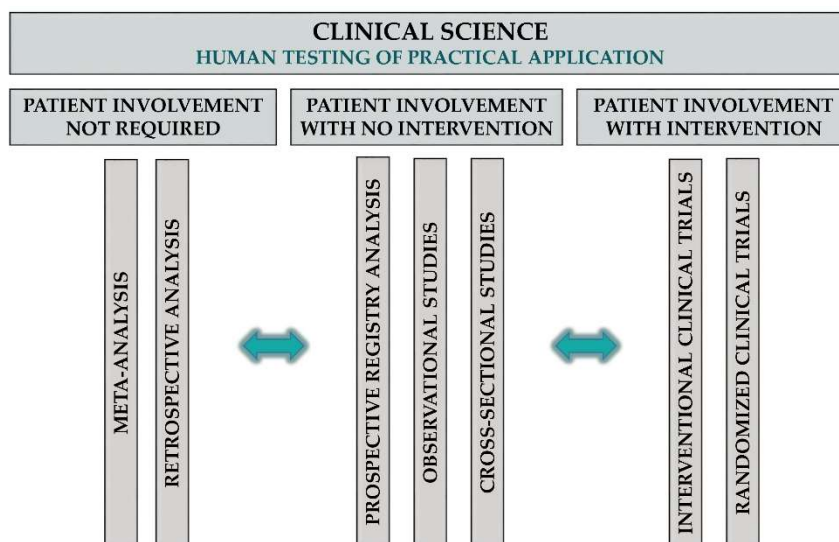 CLINICAL SCIENCE
HUMAN TESTING OF PRACTICAL APPLICATION
PATIENT INVOLVEMENT
NOT REQUIRED
PATIENT INVOLVEMENT
WITH NO INTERVENTION
PATIENT INVOLVEMENT
WITH INTERVENTION
META-ANALYSIS
RETROSPECTIVE ANALYSIS
PROSPECTIVE REGISTRY ANALYSIS
OBSERVATIONAL STUDIES
CROSS-SECTIONAL STUDIES
INTERVENTIONAL CLINICAL TRIALS
RANDOMIZED CLINICAL TRIALS